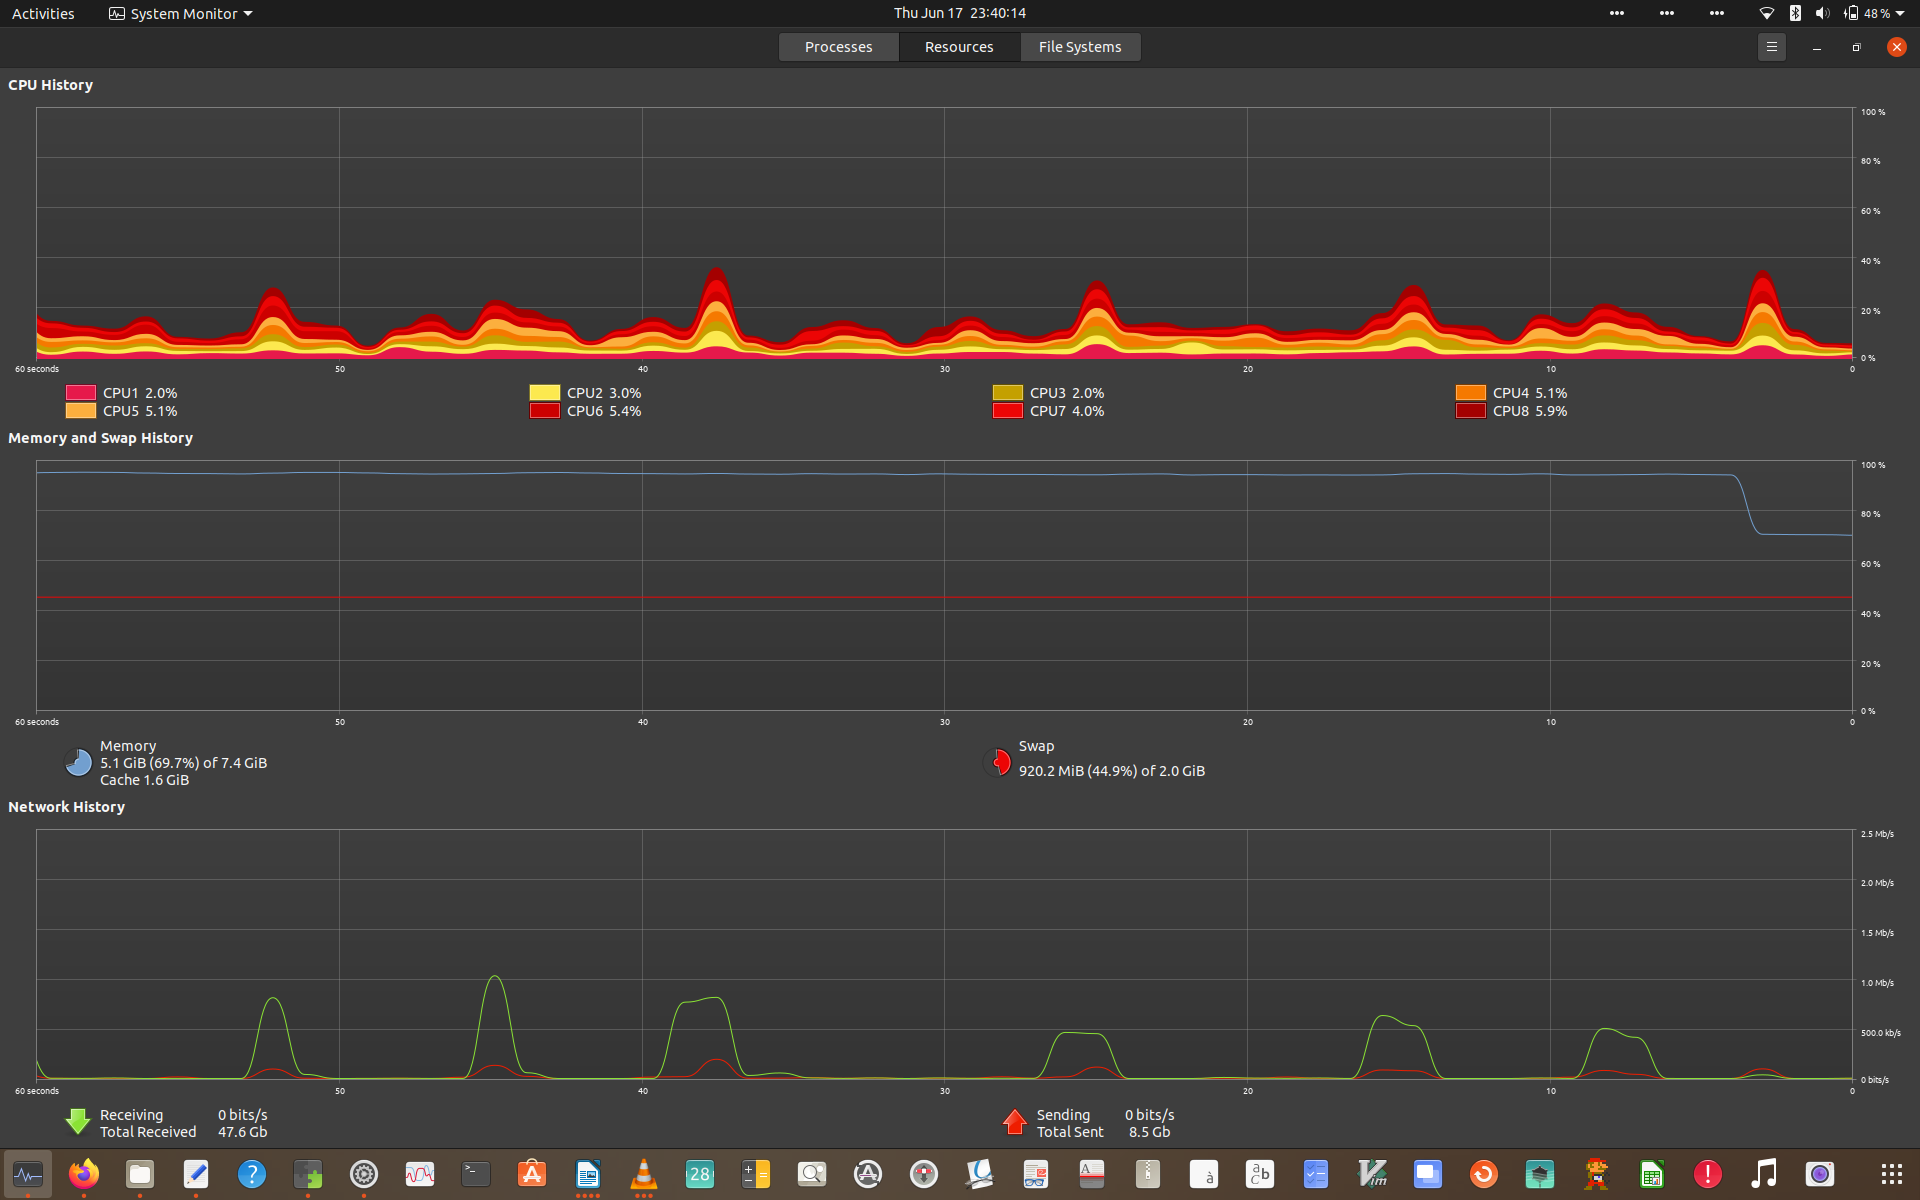 Activities System Monitor Thu Jun 17 23:40:14 48 %
Processes Resources File Systems
CPU History
100 %
80 %
60 %
40 %
20 %
0 %
60 seconds 50 40 30 20 10 0
CPU1 2.0% CPU2 3.0% CPU3 2.0% CPU4 5.1%
CPU5 5.1% CPU6 5.4% CPU7 4.0% CPU8 5.9%
Memory and Swap History
100 %
80 %
60 %
40 %
20 %
0 %
60 seconds 50 40 30 20 10 0
Memory
5.1 GiB (69.7%) of 7.4 GiB
Cache 1.6 GiB
Swap
920.2 MiB (44.9%) of 2.0 GiB
Network History
2.5 Mb/s
2.0 Mb/s
1.5 Mb/s
1.0 Mb/s
500.0 kb/s
0 bits/s
60 seconds 50 40 30 20 10 0
Receiving 0 bits/s
Total Received 47.6 Gb
Sending 0 bits/s
Total Sent 8.5 Gb
28
à
a b c
Vim